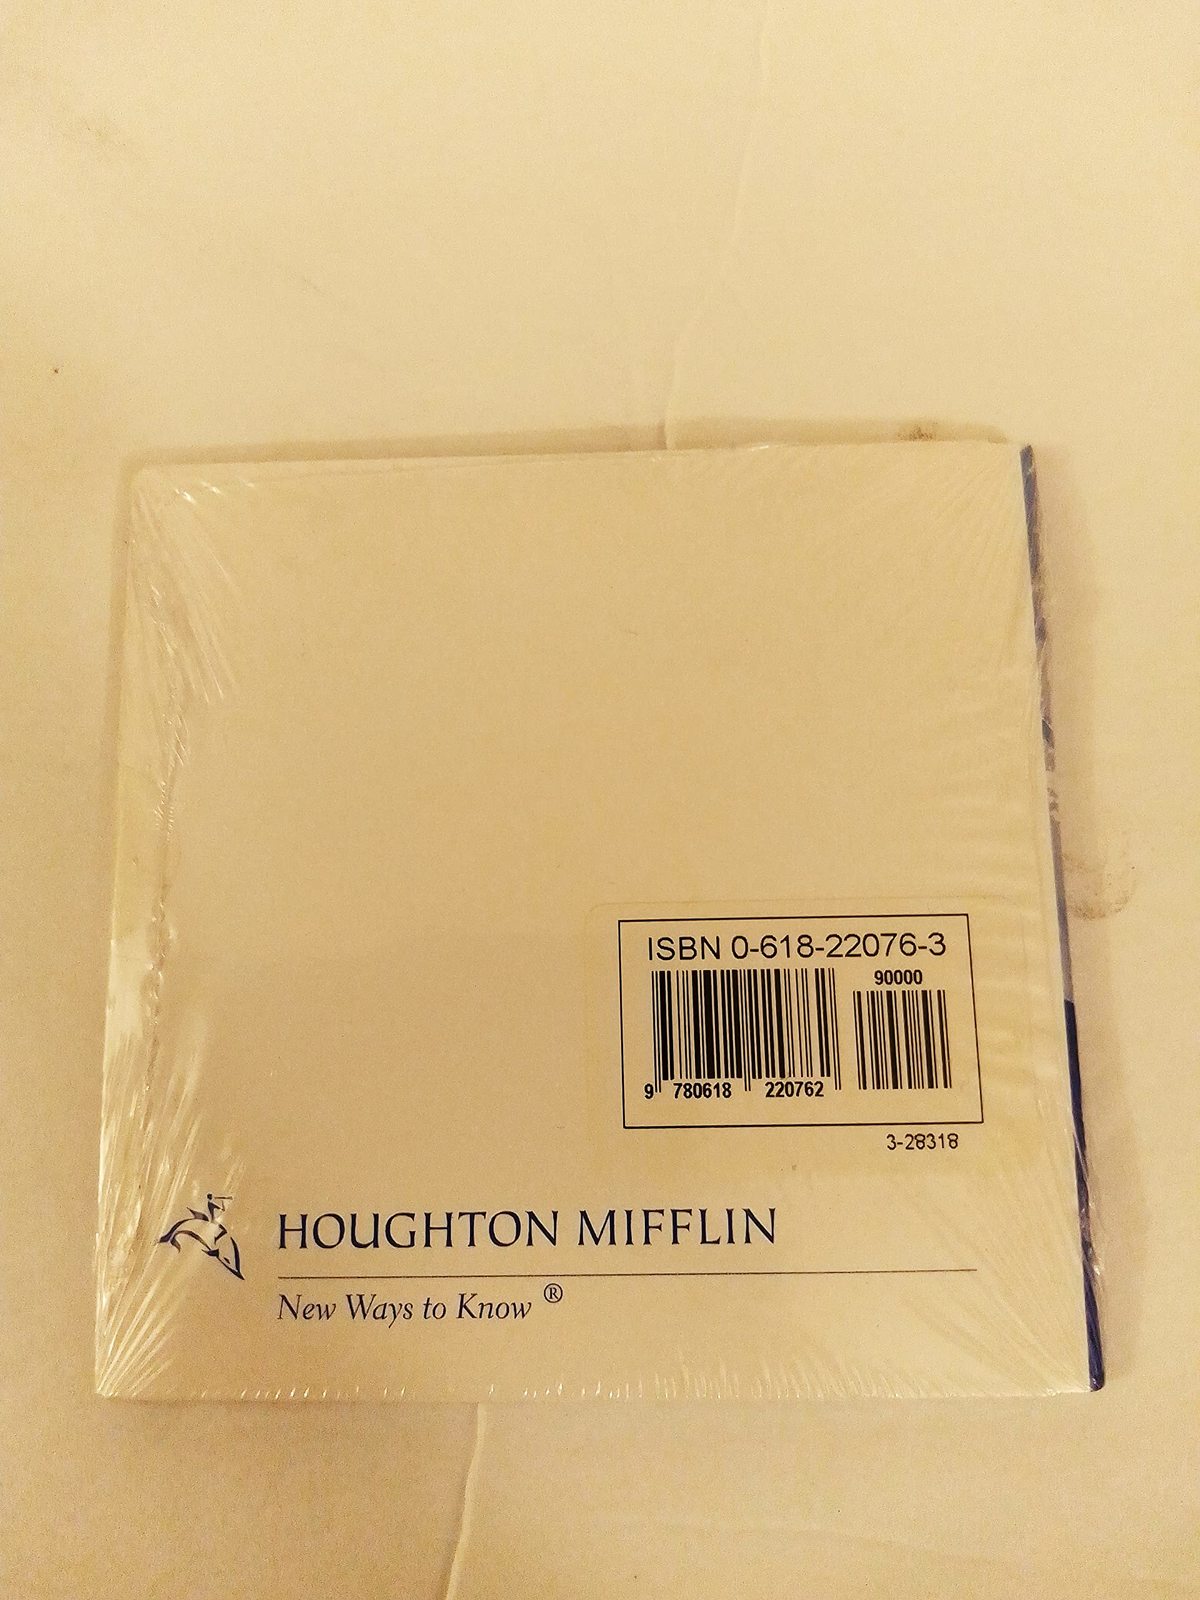 ISBN 0-618-22076-3
90000
9 780618 220762
3-28318
HOUGHTON MIFFLIN
New Ways to Know ®